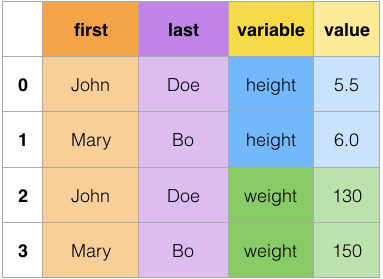 first last variable value
0 John Doe height 5.5
1 Mary Bo height 6.0
2 John Doe weight 130
3 Mary Bo weight 150